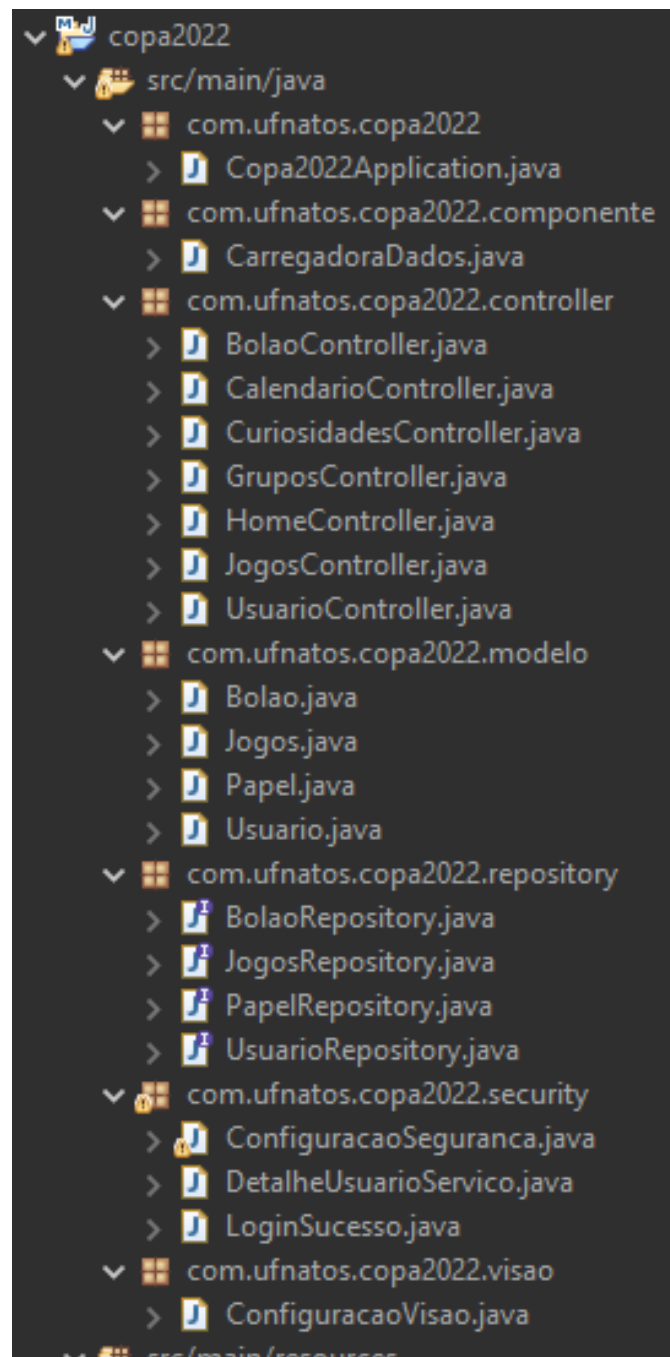 copa2022
src/main/java
com.ufnatos.copa2022
Copa2022Application.java
com.ufnatos.copa2022.componente
CarregadoraDados.java
com.ufnatos.copa2022.controller
BolaoController.java
CalendarioController.java
CuriosidadesController.java
GruposController.java
HomeController.java
JogosController.java
UsuarioController.java
com.ufnatos.copa2022.modelo
Bolao.java
Jogos.java
Papel.java
Usuario.java
com.ufnatos.copa2022.repository
BolaoRepository.java
JogosRepository.java
PapelRepository.java
UsuarioRepository.java
com.ufnatos.copa2022.security
ConfiguracaoSeguranca.java
DetalheUsuarioServico.java
LoginSucesso.java
com.ufnatos.copa2022.visao
ConfiguracaoVisao.java
src/main/resources